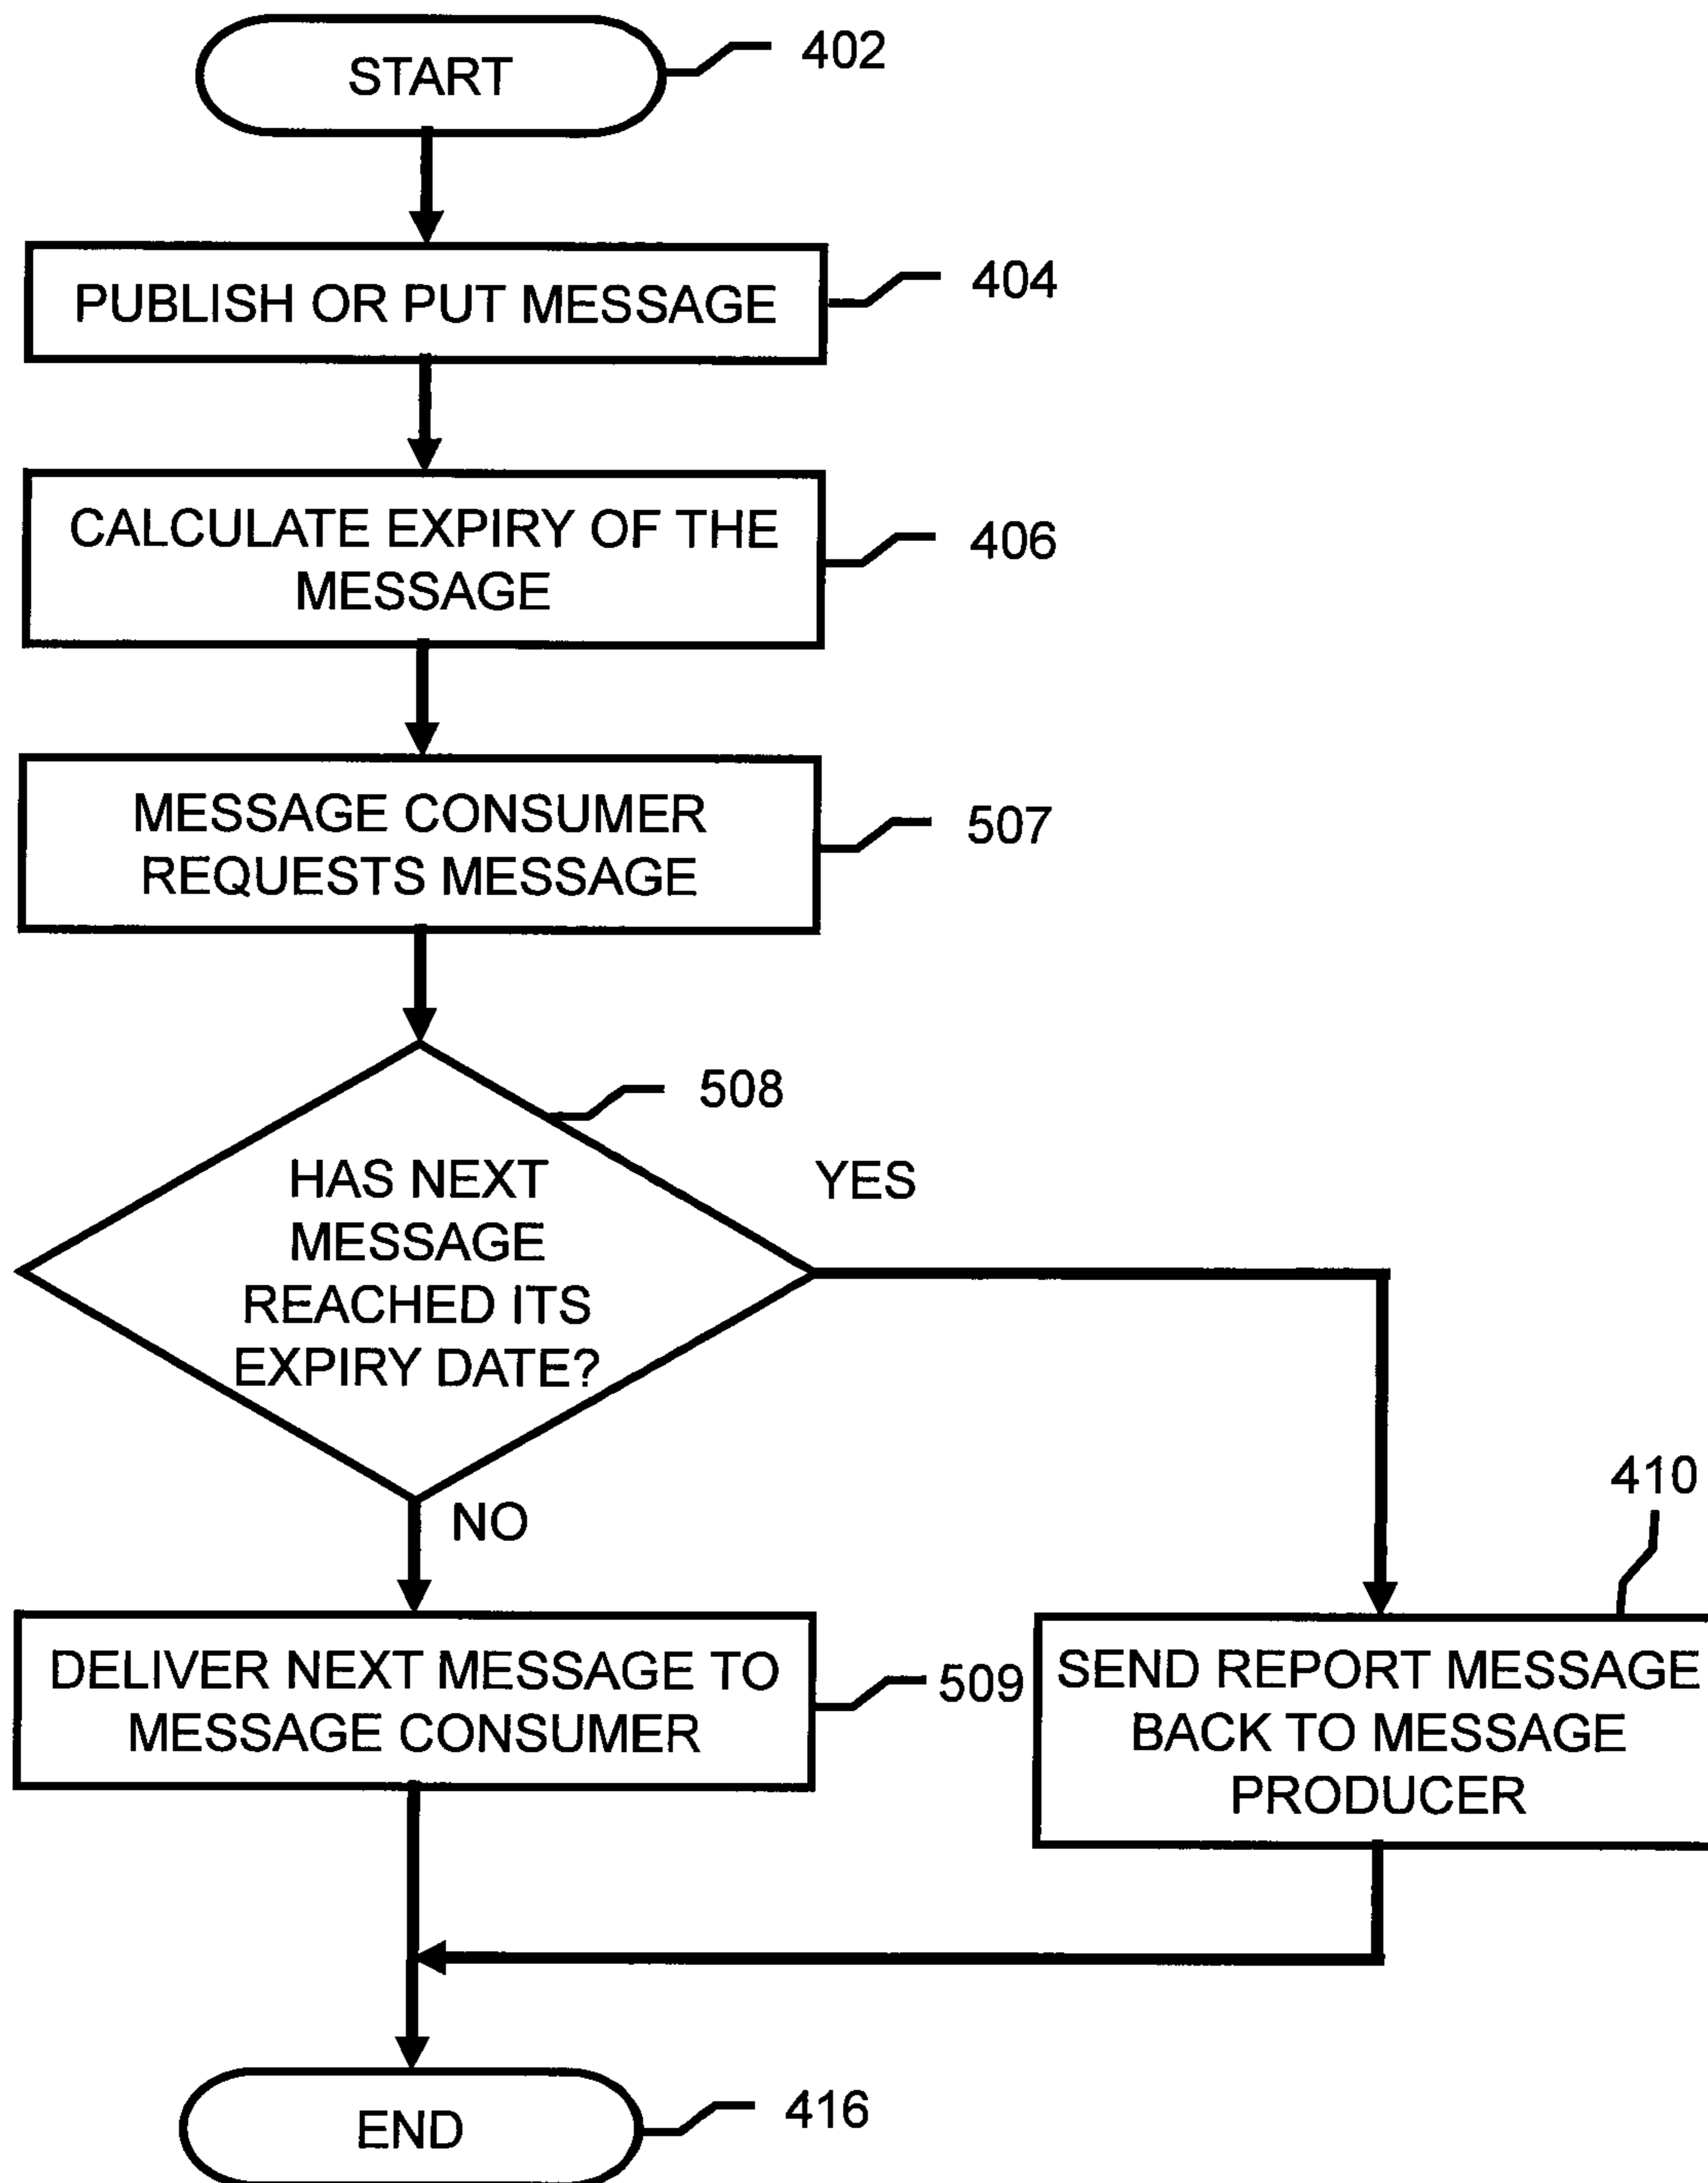 START
402
PUBLISH OR PUT MESSAGE
404
CALCULATE EXPIRY OF THE
MESSAGE
406
MESSAGE CONSUMER
REQUESTS MESSAGE
507
508
HAS NEXT
MESSAGE
REACHED ITS
EXPIRY DATE?
YES
NO
410
DELIVER NEXT MESSAGE TO
MESSAGE CONSUMER
509
SEND REPORT MESSAGE
BACK TO MESSAGE
PRODUCER
END
416